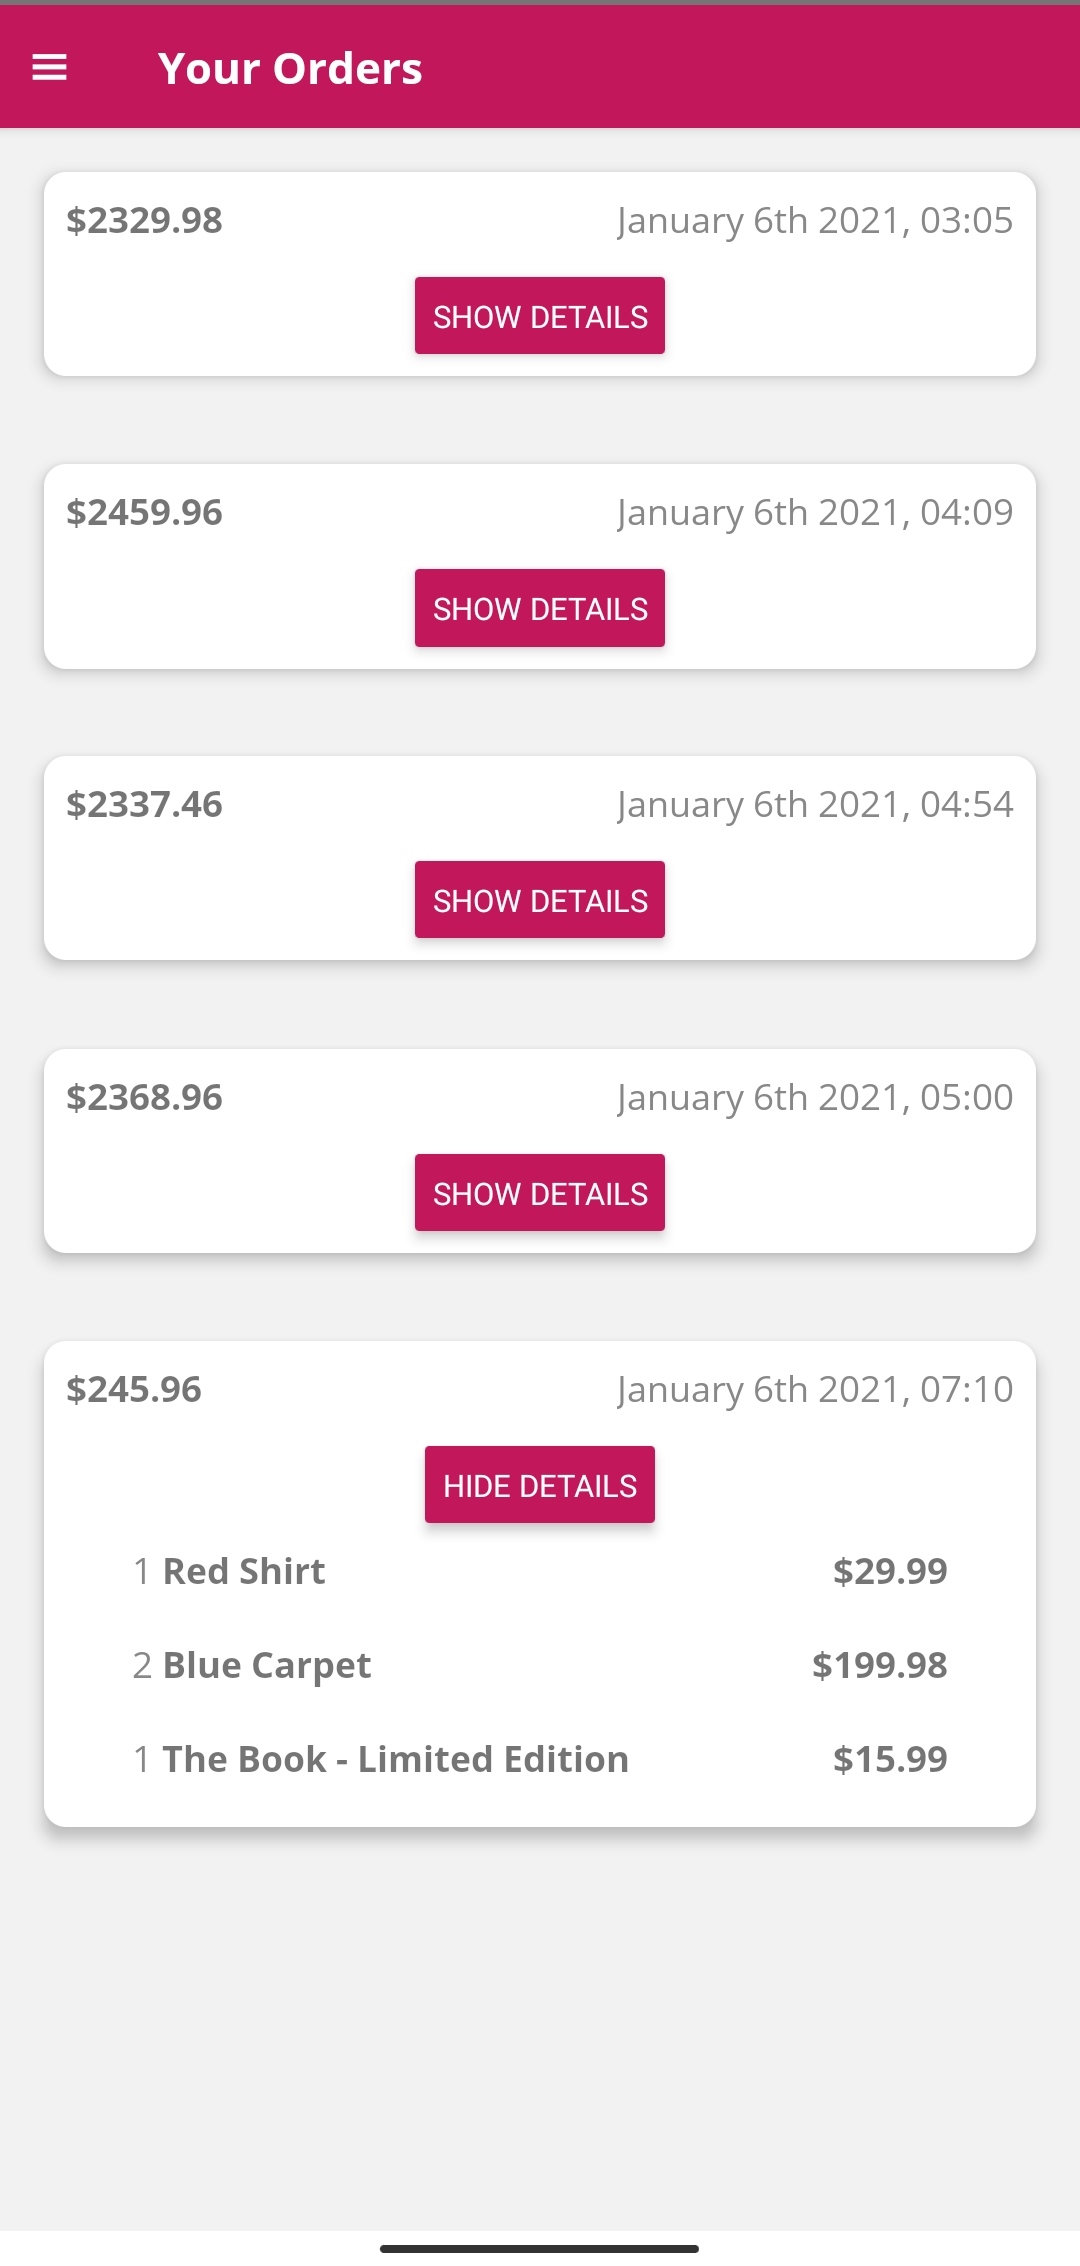 Your Orders
$2329.98 January 6th 2021, 03:05
SHOW DETAILS
$2459.96 January 6th 2021, 04:09
SHOW DETAILS
$2337.46 January 6th 2021, 04:54
SHOW DETAILS
$2368.96 January 6th 2021, 05:00
SHOW DETAILS
$245.96 January 6th 2021, 07:10
HIDE DETAILS
1 Red Shirt $29.99
2 Blue Carpet $199.98
1 The Book - Limited Edition $15.99